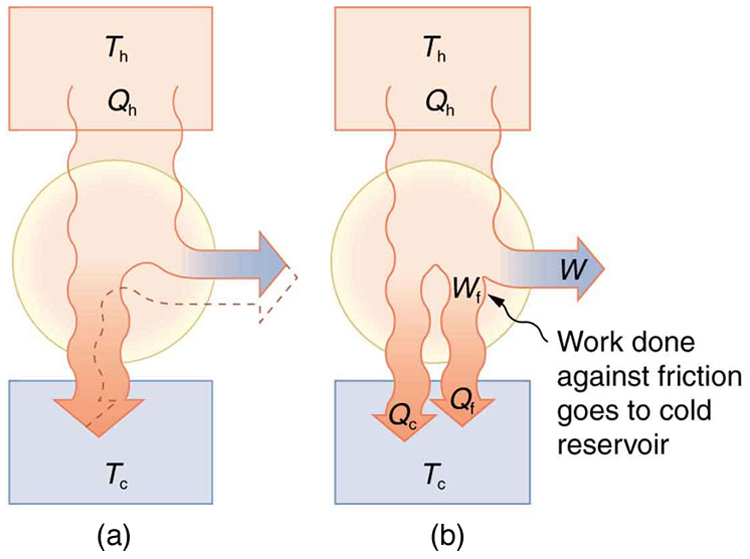 Th
Qh
Tc
(a)
Th
Qh
W
Wf
Work done
against friction
goes to cold
reservoir
Qc
Qf
Tc
(b)